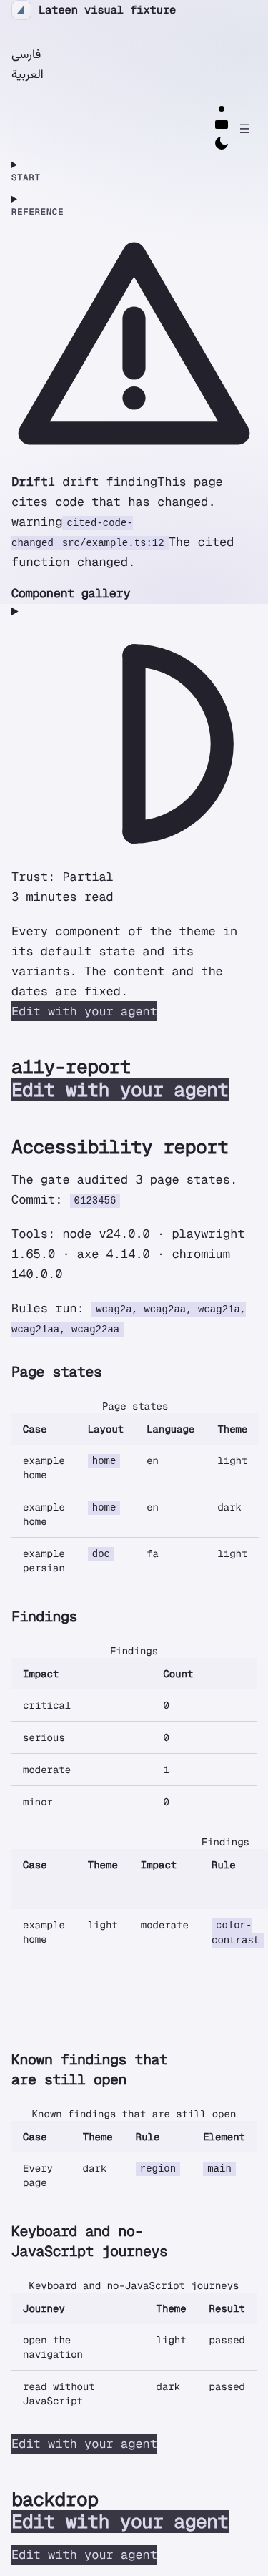 Lateen visual fixture
فارسی
العربية
START
REFERENCE
Drift1 drift findingThis page
cites code that has changed.
warning cited-code-
changed src/example.ts:12 The cited
function changed.
Component gallery
Trust: Partial
3 minutes read
Every component of the theme in
its default state and its
variants. The content and the
dates are fixed.
Edit with your agent
a11y-report
Edit with your agent
Accessibility report
The gate audited 3 page states.
Commit: 0123456
Tools: node v24.0.0 · playwright
1.65.0 · axe 4.14.0 · chromium
140.0.0
Rules run: wcag2a, wcag2aa, wcag21a,
wcag21aa, wcag22aa
Page states
Page states
Case Layout Language Theme
example home home en light
example home home en dark
example persian doc fa light
Findings
Findings
Impact Count
critical 0
serious 0
moderate 1
minor 0
Findings
Case Theme Impact Rule
example home light moderate color-contrast
Known findings that
are still open
Known findings that are still open
Case Theme Rule Element
Every page dark region main
Keyboard and no-
JavaScript journeys
Keyboard and no-JavaScript journeys
Journey Theme Result
open the navigation light passed
read without JavaScript dark passed
Edit with your agent
backdrop
Edit with your agent
Edit with your agent